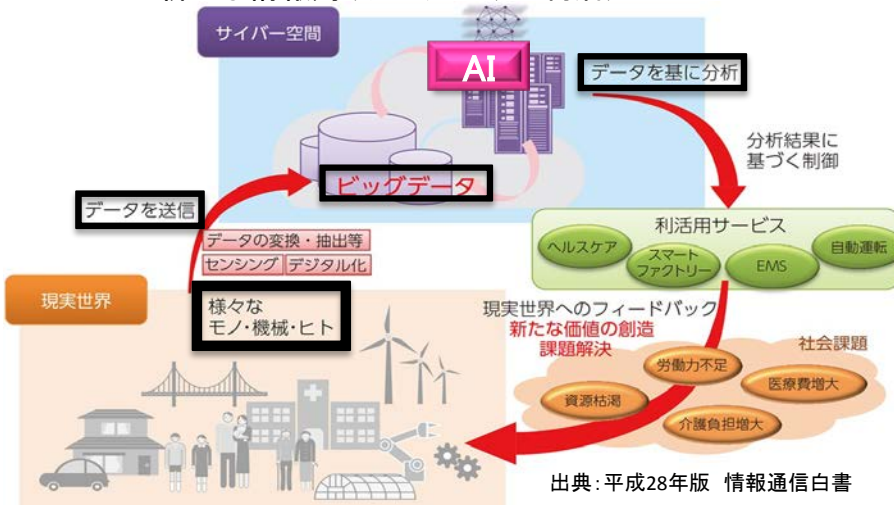 サイバー空間
AI
データを基に分析
分析結果に
基づく制御
ビッグデータ
データを送信
データの変換・抽出等
センシング
デジタル化
利活用サービス
ヘルスケア
スマート
ファクトリー
EMS
自動運転
現実世界
様々な
モノ・機械・ヒト
現実世界へのフィードバック
新たな価値の創造
課題解決
社会課題
労働力不足
資源枯渇
医療費増大
介護負担増大
出典:平成28年版 情報通信白書